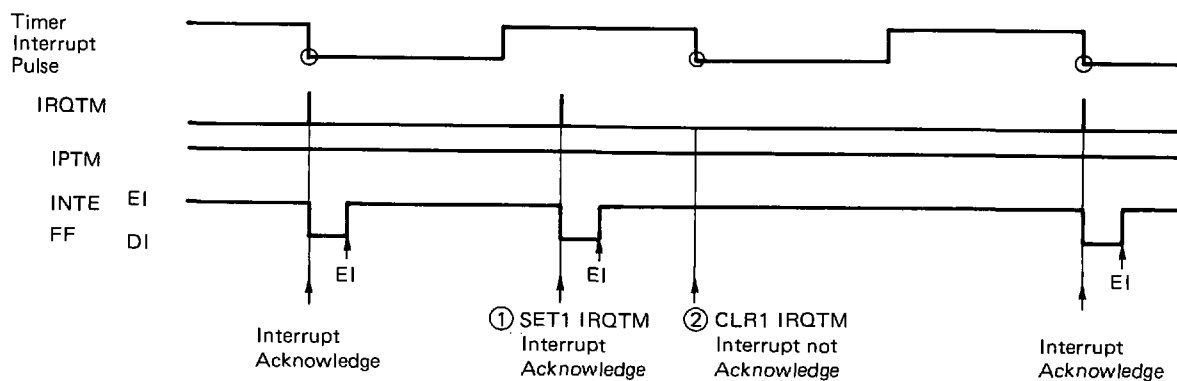 Timer
Interrupt
Pulse
IRQTM
IPTM
INTE EI
FF DI
EI
EI
EI
① SET1 IRQTM
② CLR1 IRQTM
Interrupt
Acknowledge
Interrupt
Acknowledge
Interrupt not
Acknowledge
Interrupt
Acknowledge